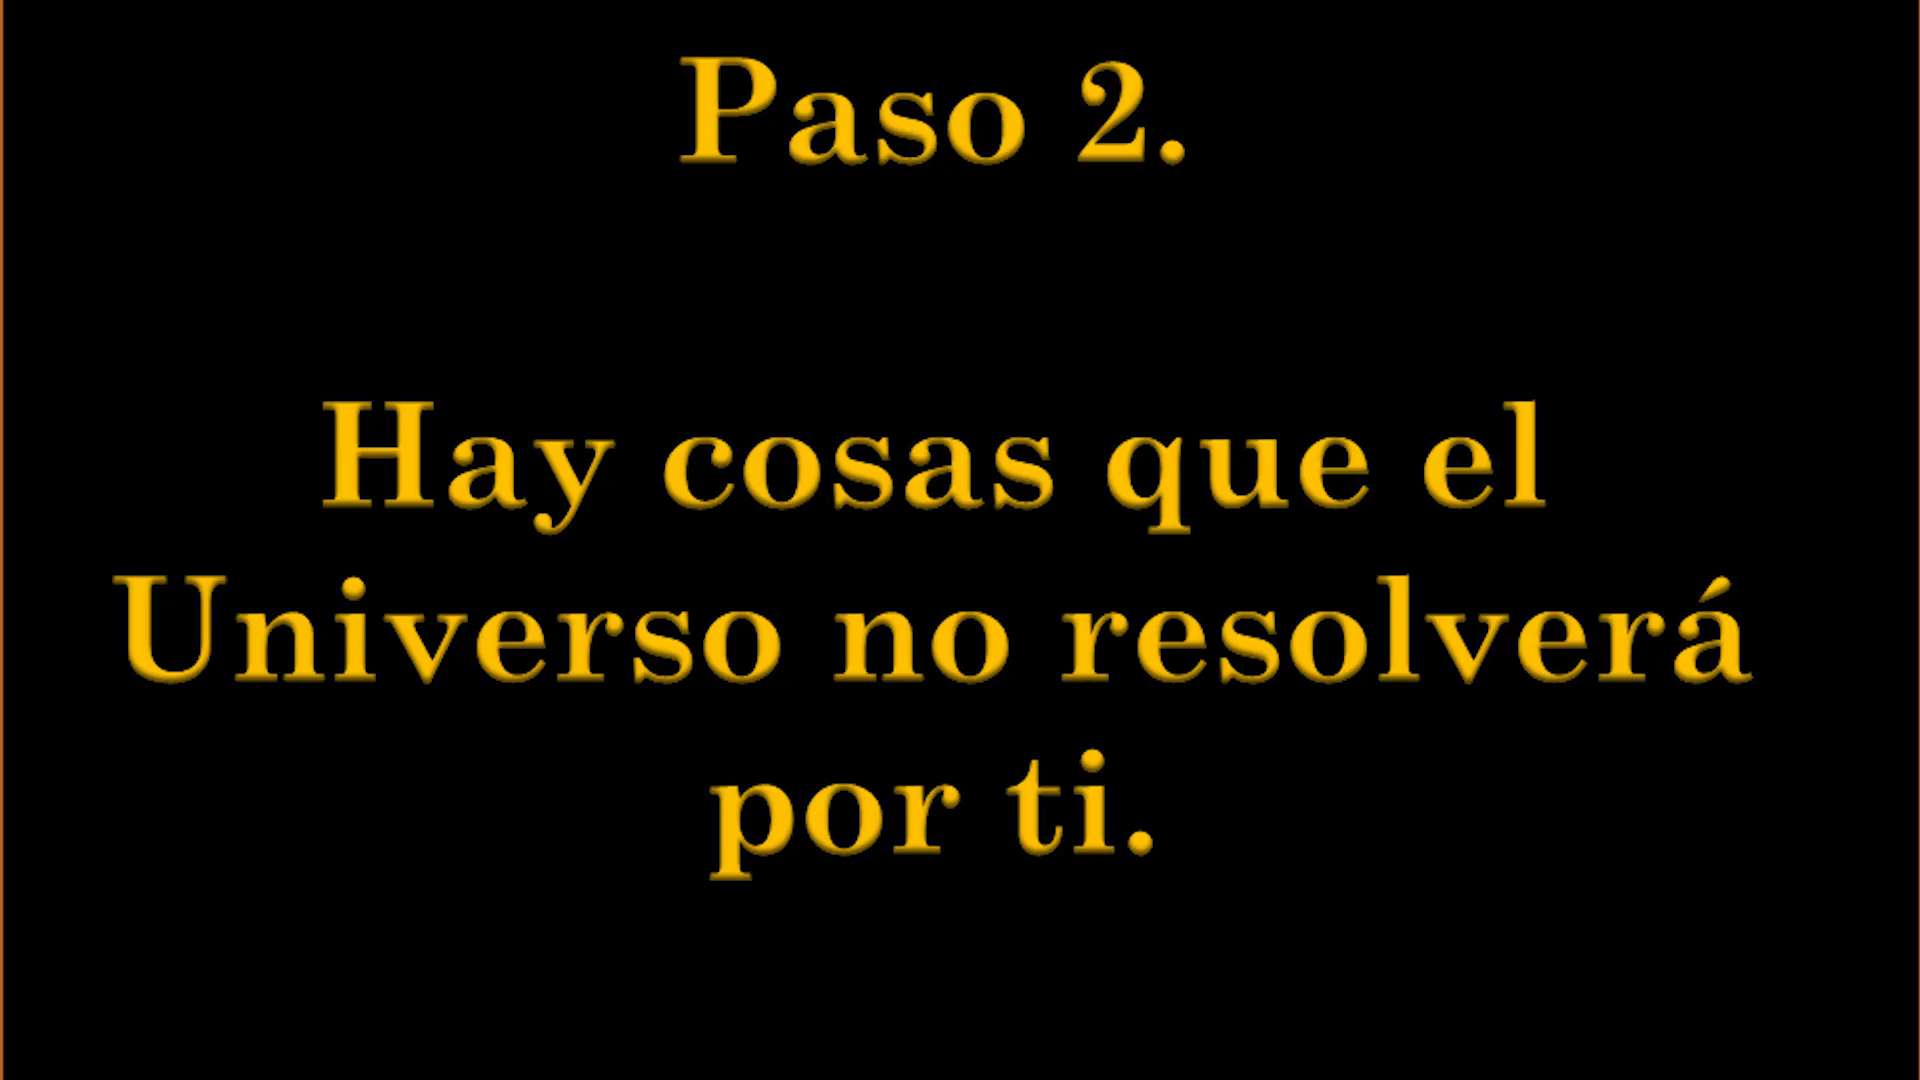 Paso 2.
Hay cosas que el
Universo no resolverá
por ti.